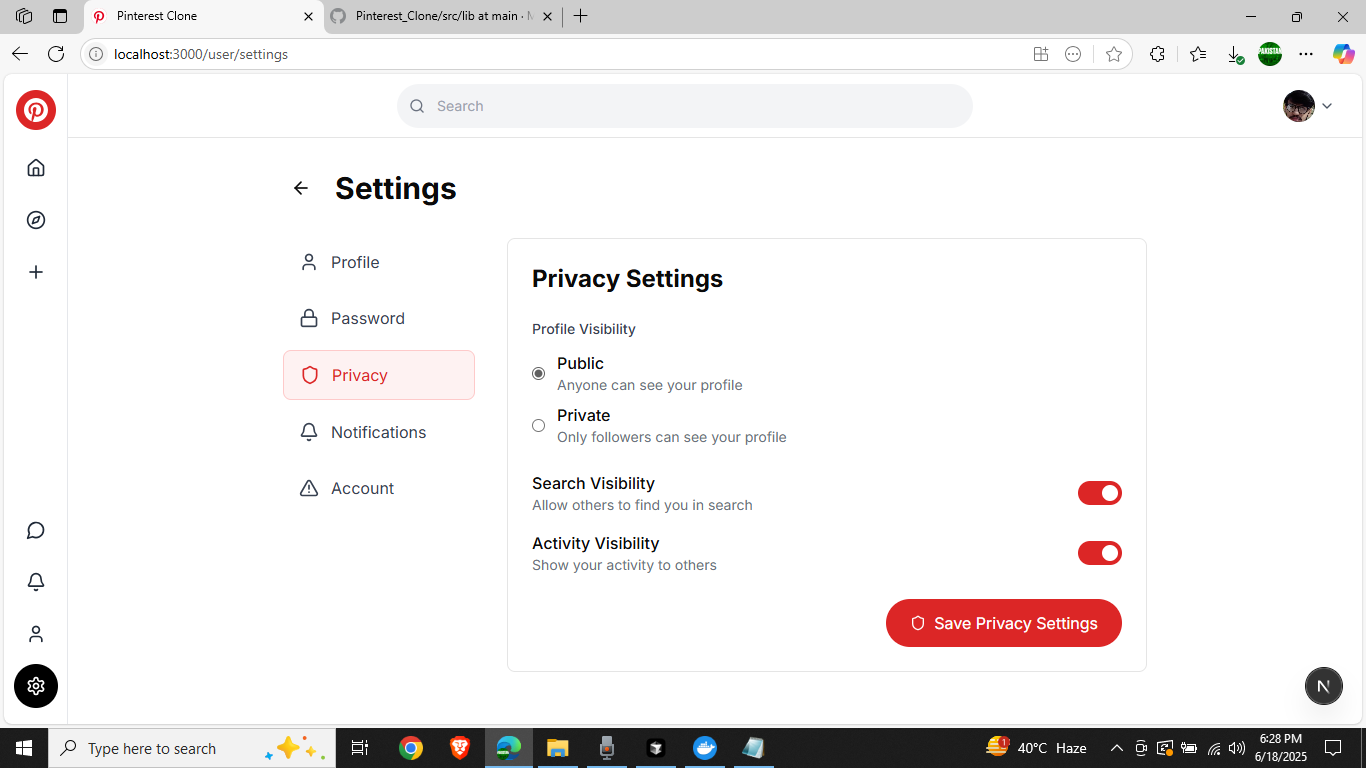 Pinterest Clone
Pinterest_Clone/src/lib at main ·
localhost:3000/user/settings
PAKISTAN
Search
Settings
Profile
Password
Privacy
Notifications
Account
Privacy Settings
Profile Visibility
Public
Anyone can see your profile
Private
Only followers can see your profile
Search Visibility
Allow others to find you in search
Activity Visibility
Show your activity to others
Save Privacy Settings
N
Type here to search
1
40°C Haze
6:28 PM
6/18/2025